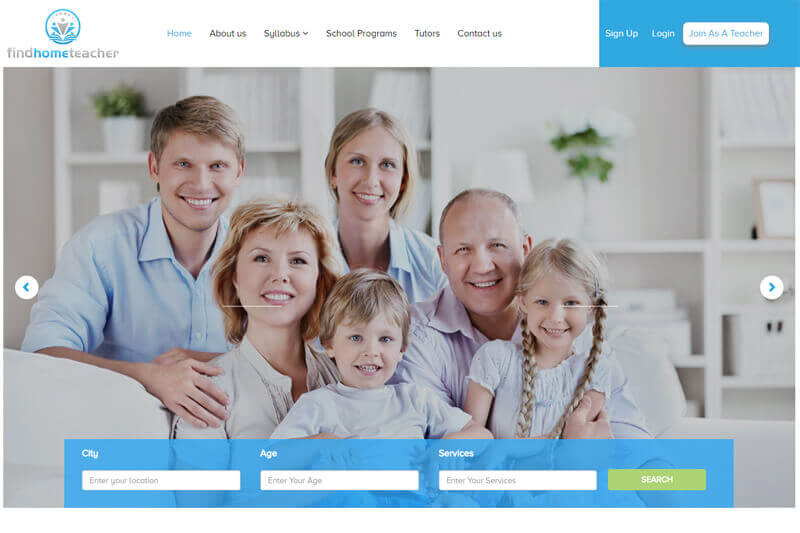 findhometeacher
Home
About us
Syllabus
School Programs
Tutors
Contact us
Sign Up
Login
Join As A Teacher
City
Age
Services
Enter your location
Enter Your Age
Enter Your Services
SEARCH